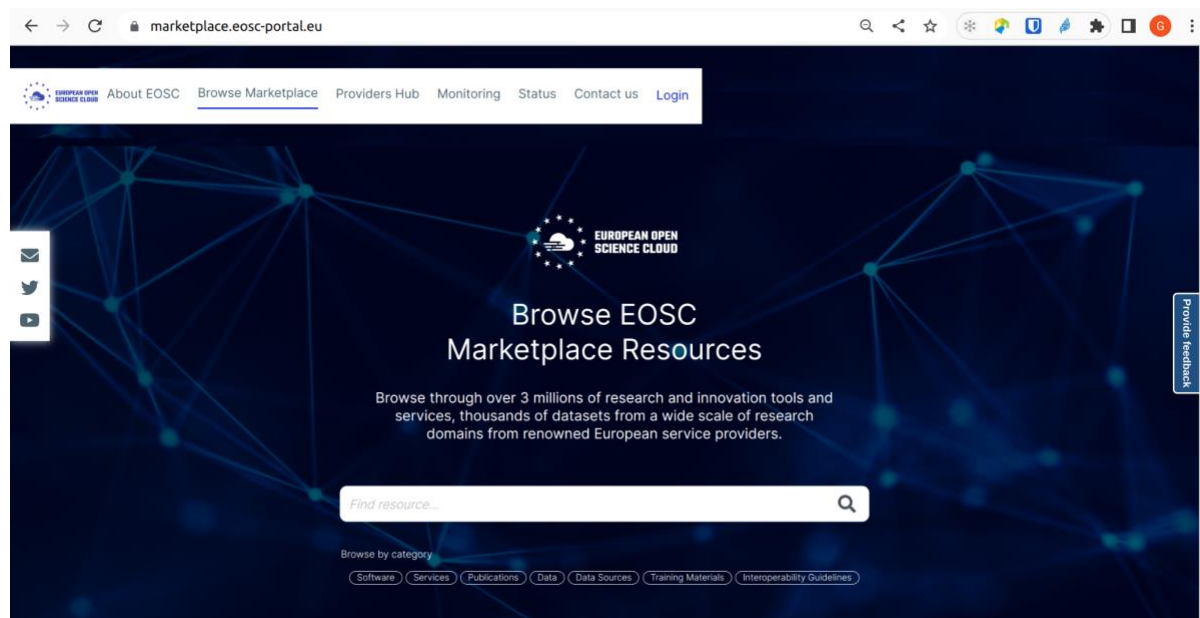 marketplace.eosc-portal.eu
G
EUROPEAN OPEN
SCIENCE CLOUD
About EOSC Browse Marketplace Providers Hub Monitoring Status Contact us Login
EUROPEAN OPEN
SCIENCE CLOUD
Browse EOSC
Marketplace Resources
Browse through over 3 millions of research and innovation tools and
services, thousands of datasets from a wide scale of research
domains from renowned European service providers.
Find resource...
Browse by category
Software Services Publications Data Data Sources Training Materials Interoperability Guidelines
Provide feedback